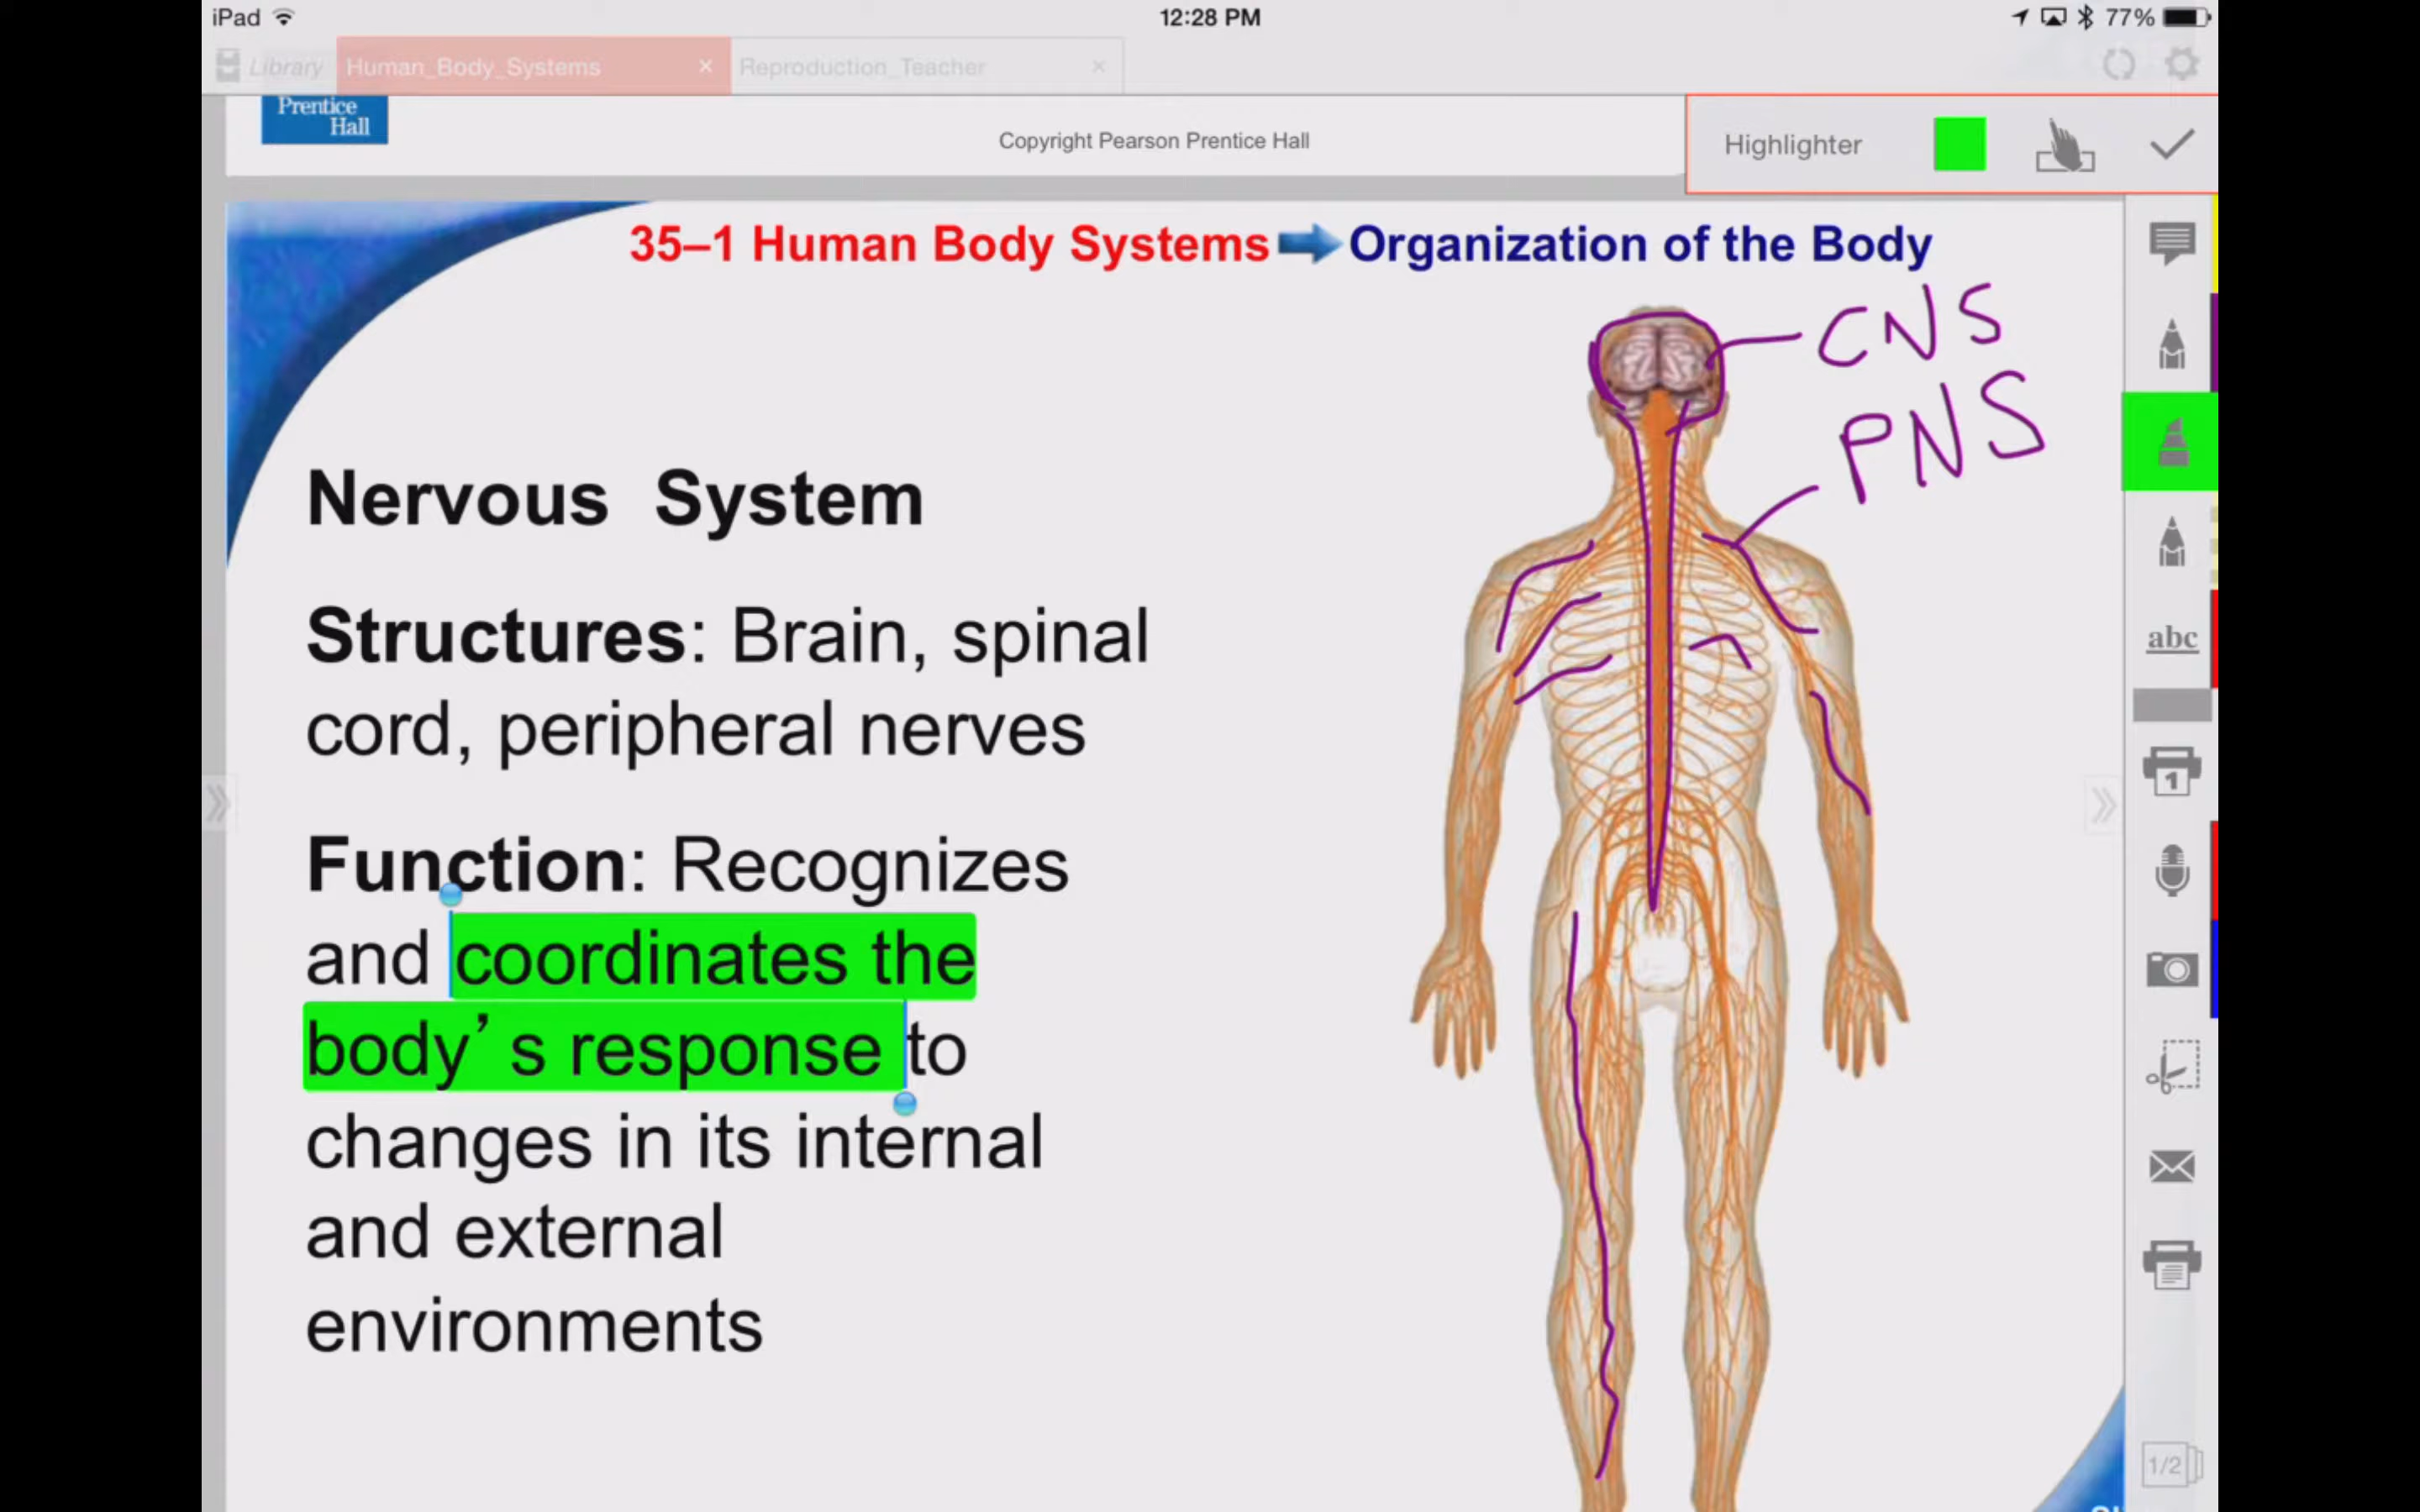 iPad 12:28 PM 77%
Library Human_Body_Systems × Reproduction_Teacher ×
Prentice
Hall
Copyright Pearson Prentice Hall
Highlighter
35–1 Human Body Systems Organization of the Body
CNS
PNS
Nervous System
Structures: Brain, spinal
cord, peripheral nerves
Function: Recognizes
and coordinates the
body’s response to
changes in its internal
and external
environments
abc
1
1/2